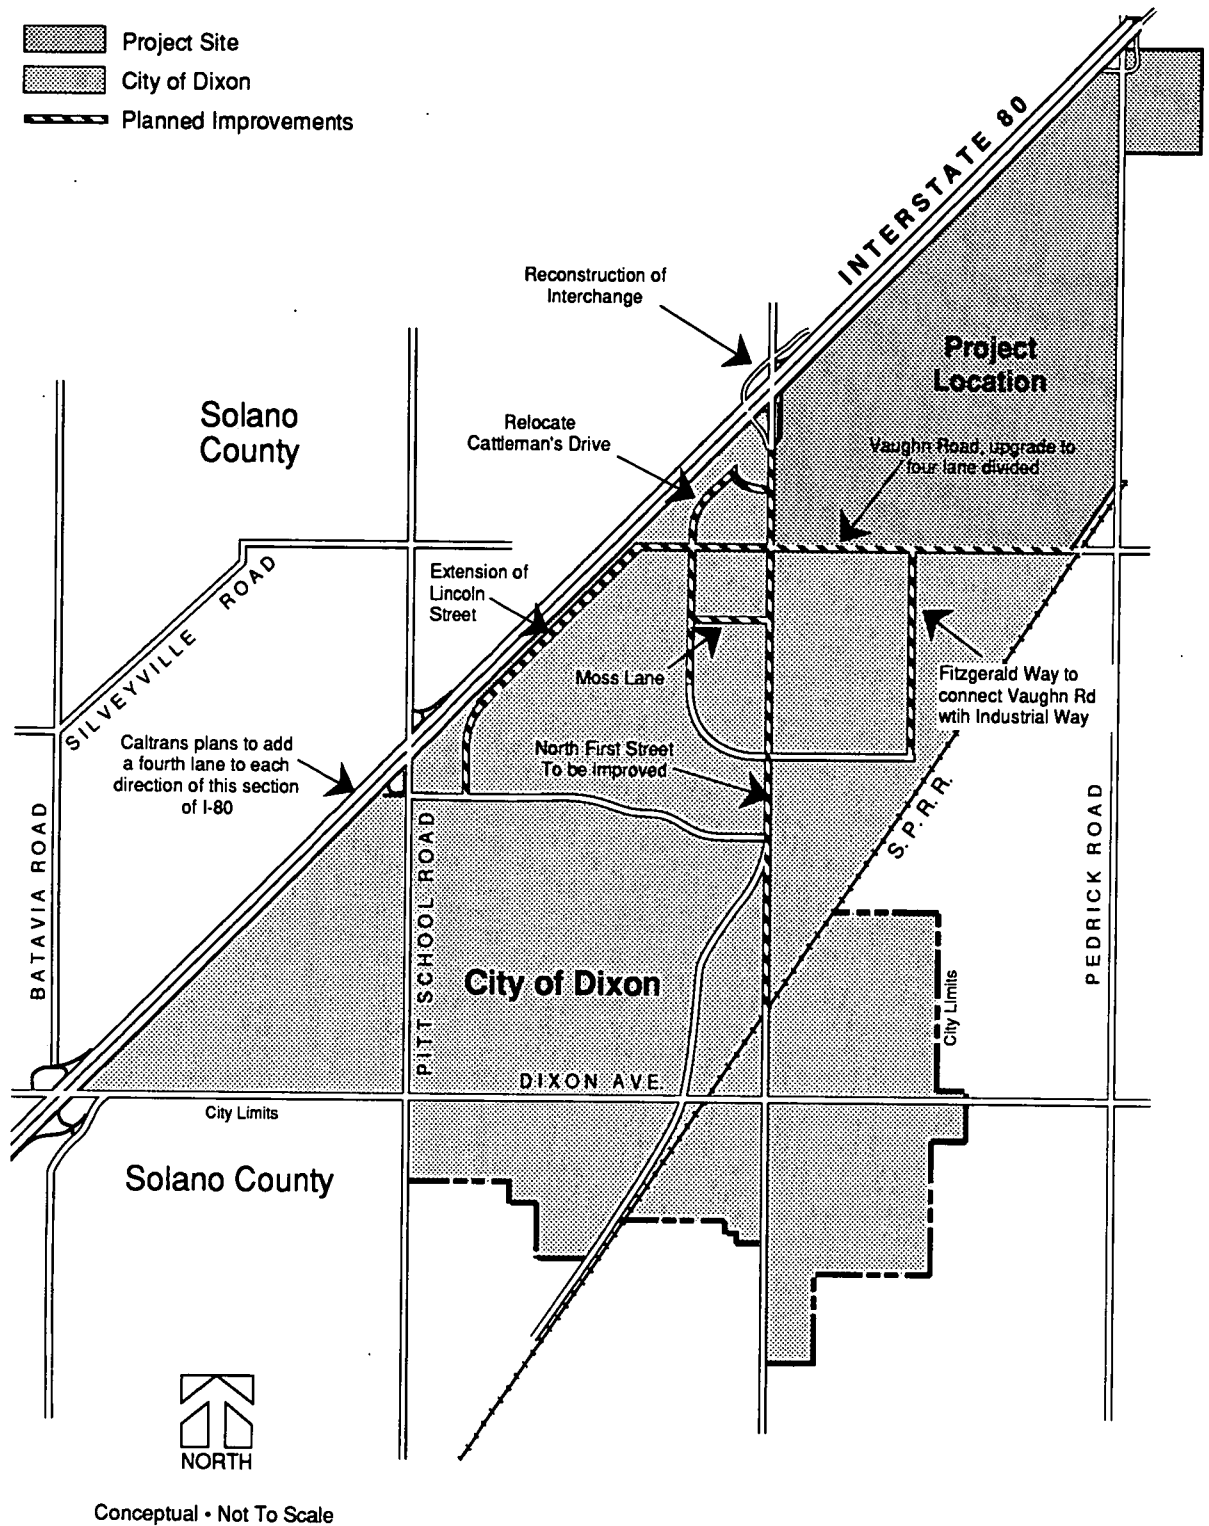 Project Site
City of Dixon
Planned Improvements
INTERSTATE 80
Reconstruction of
Interchange
Project
Location
Solano
County
Relocate
Cattleman's Drive
Vaughn Road, upgrade to
four lane divided
SILVEYVILLE ROAD
Extension of
Lincoln
Street
Moss Lane
Fitzgerald Way to
connect Vaughn Rd
wtih Industrial Way
Caltrans plans to add
a fourth lane to each
direction of this section
of I-80
North First Street
To be Improved
BATAVIA ROAD
PITT SCHOOL ROAD
S.P.R.R.
PEDRICK ROAD
City of Dixon
City Limits
DIXON AVE.
City Limits
Solano County
NORTH
Conceptual • Not To Scale